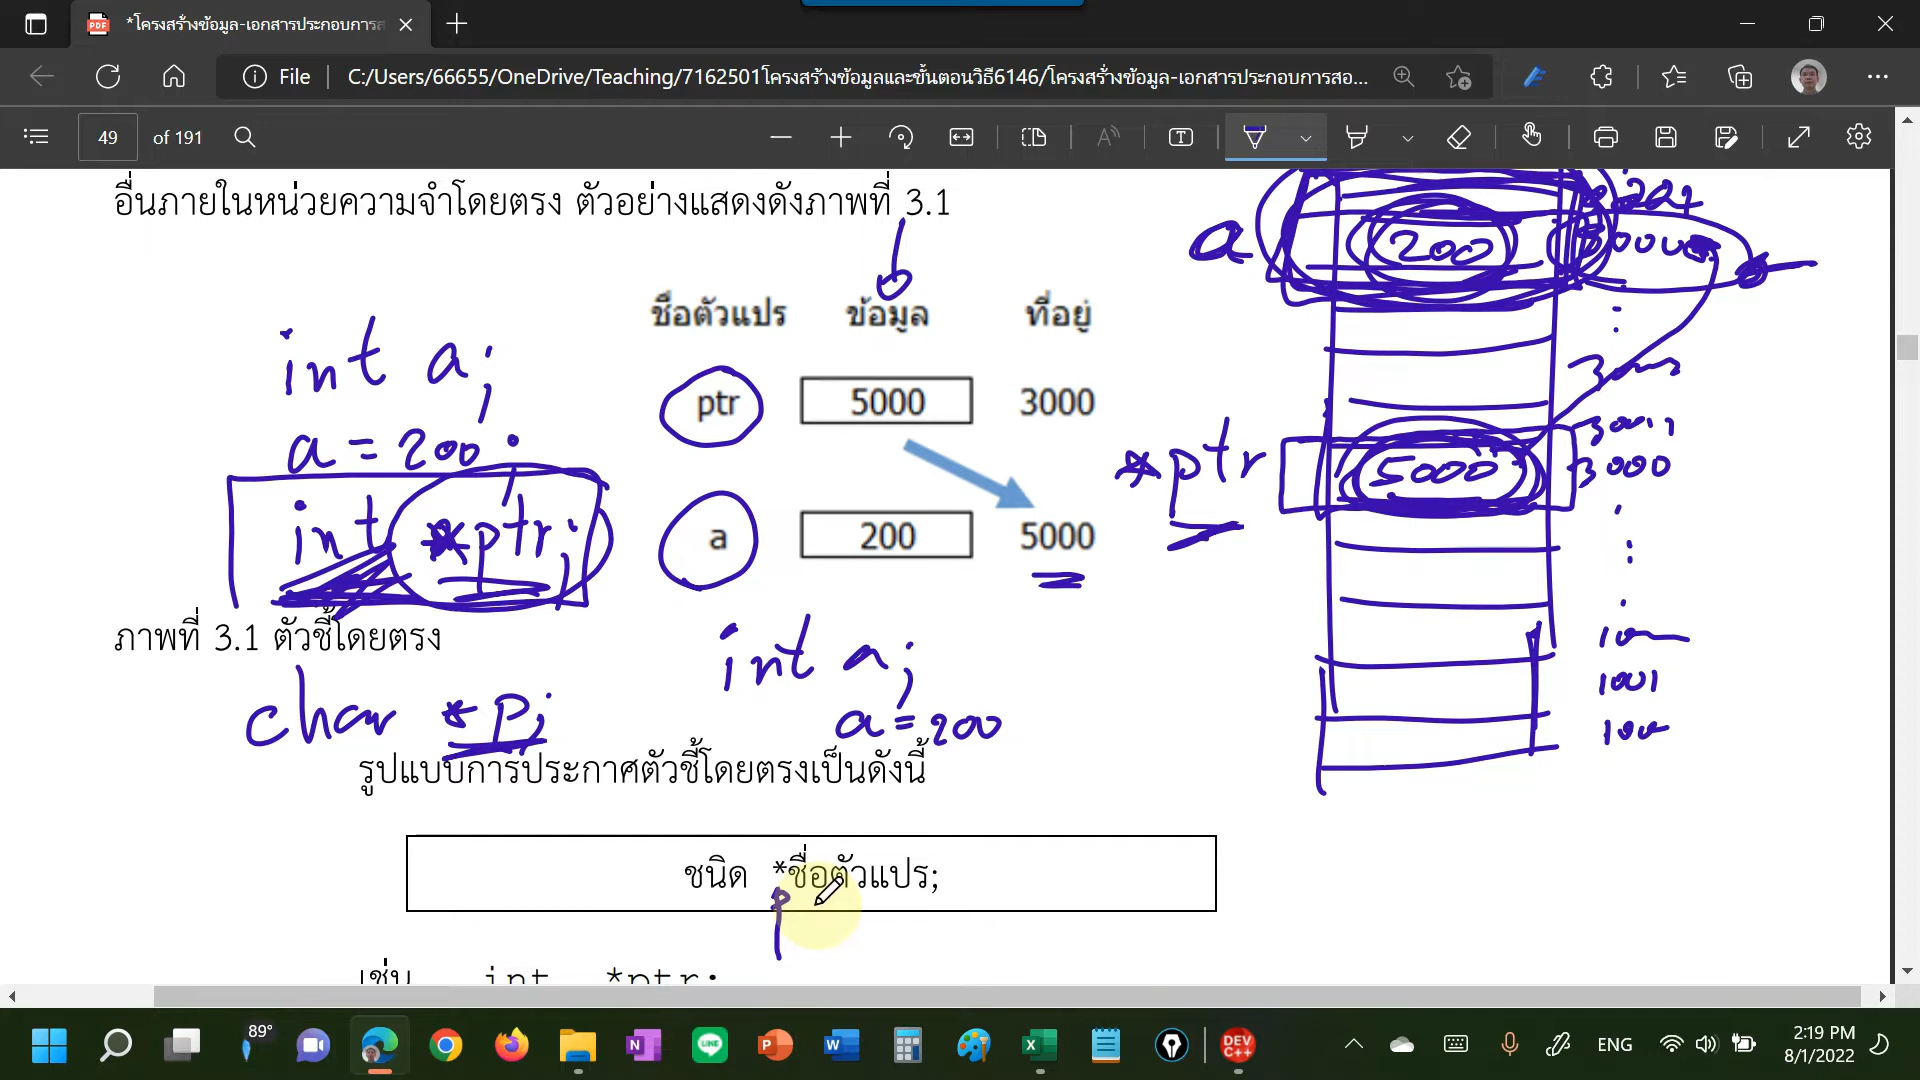 *โครงสร้างข้อมูล-เอกสารประกอบการส
File
C:/Users/66655/OneDrive/Teaching/7162501โครงสร้างข้อมูลและขั้นตอนวิธี6146/โครงสร้างข้อมูล-เอกสารประกอบการสอ...
49 of 191
อื่นภายในหน่วยความจำโดยตรง ตัวอย่างแสดงดังภาพที่ 3.1
a 200
ชื่อตัวแปร ข้อมูล ที่อยู่
int a;
ptr 5000 3000
a = 200;
*ptr 5000 3000
int *ptr;
a 200 5000
ภาพที่ 3.1 ตัวชี้โดยตรง
int a;
char *P;
a = 200
1001
รูปแบบการประกาศตัวชี้โดยตรงเป็นดังนี้
ชนิด *ชื่อตัวแปร;
p
เช่น int *ptr;
89°
DEV C++
ENG
2:19 PM
8/1/2022